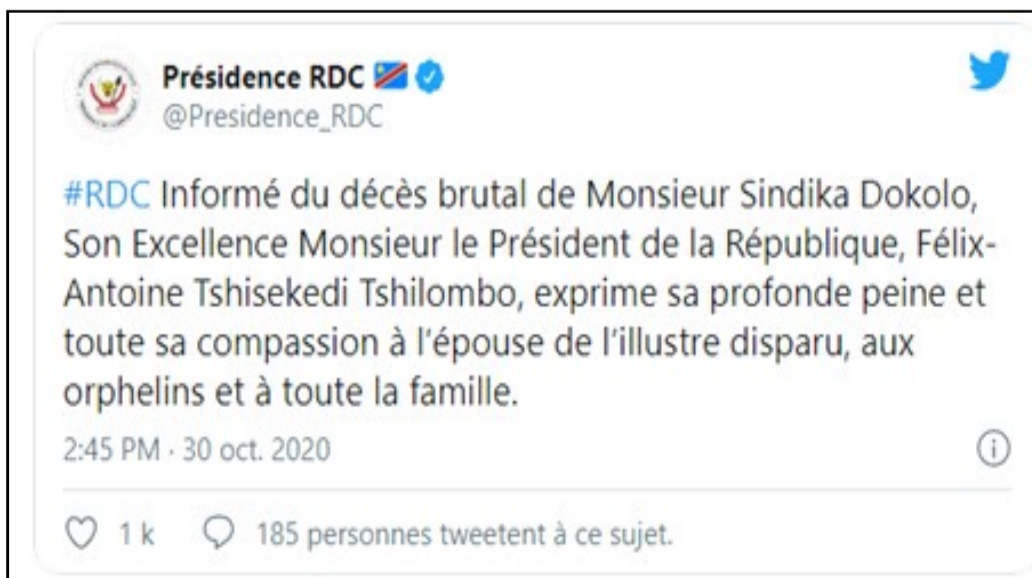 Présidence RDC
@Presidence_RDC
#RDC Informé du décès brutal de Monsieur Sindika Dokolo,
Son Excellence Monsieur le Président de la République, Félix-
Antoine Tshisekedi Tshilombo, exprime sa profonde peine et
toute sa compassion à l'épouse de l'illustre disparu, aux
orphelins et à toute la famille.
2:45 PM · 30 oct. 2020
1 k 185 personnes tweetent à ce sujet.